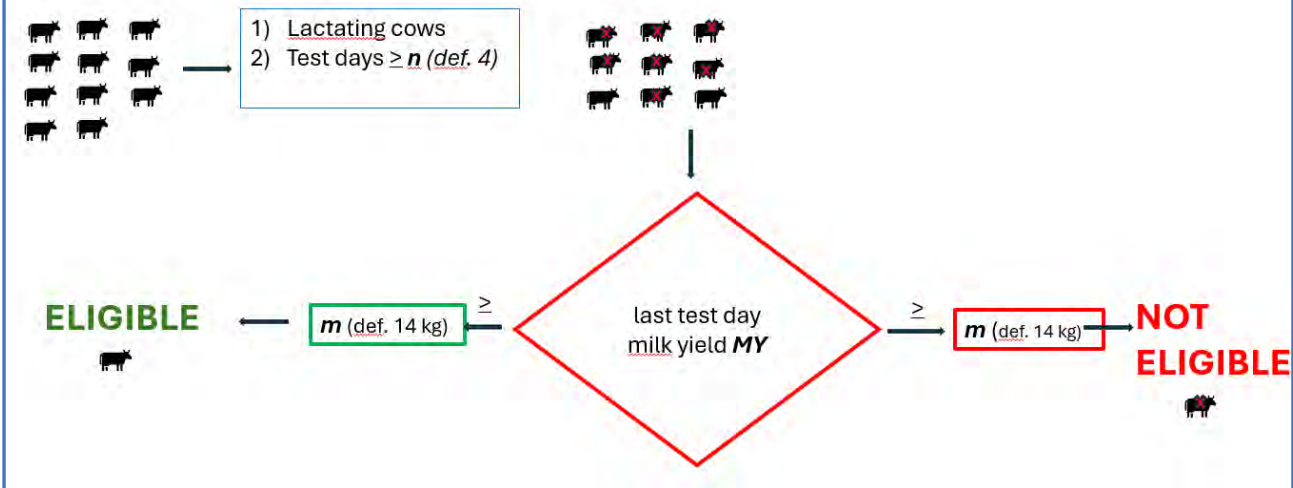 1) Lactating cows
2) Test days ≥ n (def. 4)
≥
≥
ELIGIBLE
m (def. 14 kg)
last test day
milk yield MY
m (def. 14 kg)
NOT
ELIGIBLE